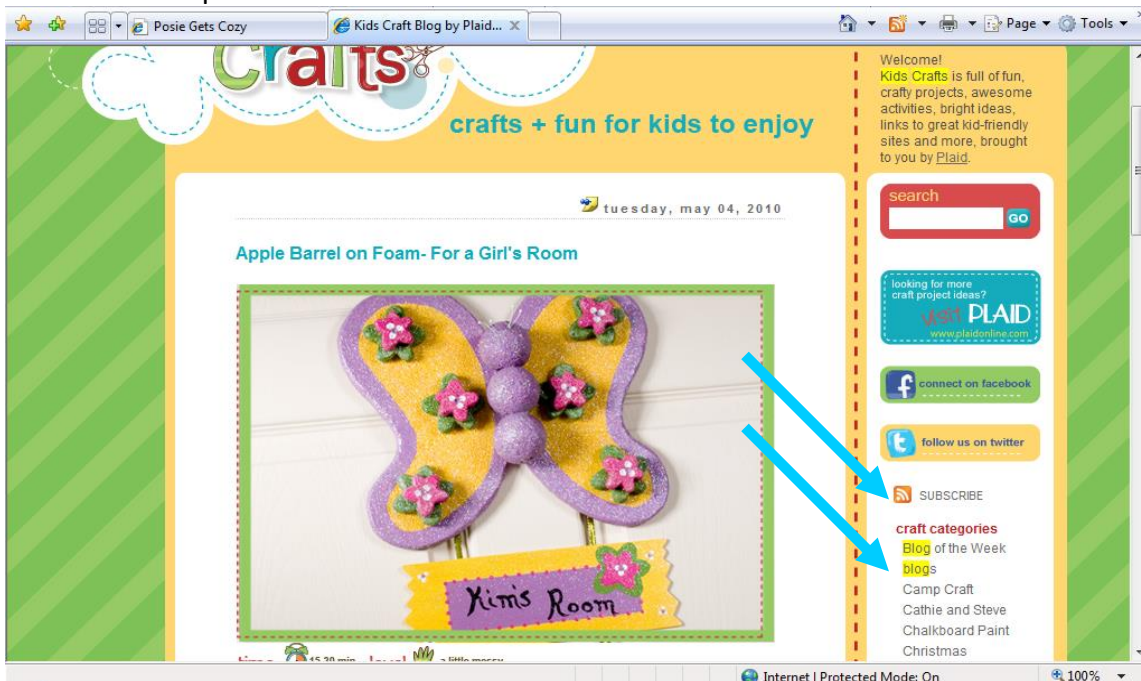 Posie Gets Cozy
Kids Craft Blog by Plaid...
Page
Tools
crafts
crafts + fun for kids to enjoy
Welcome!
Kids Crafts is full of fun,
crafty projects, awesome
activities, bright ideas,
links to great kid-friendly
sites and more, brought
to you by Plaid.
tuesday, may 04, 2010
Apple Barrel on Foam- For a Girl's Room
Kim's Room
search
GO
looking for more
craft project ideas?
visit PLAID
www.plaidonline.com
connect on facebook
follow us on twitter
SUBSCRIBE
craft categories
Blog of the Week
blogs
Camp Craft
Cathie and Steve
Chalkboard Paint
Christmas
15-30 min
a little messy
Internet | Protected Mode: On
100%